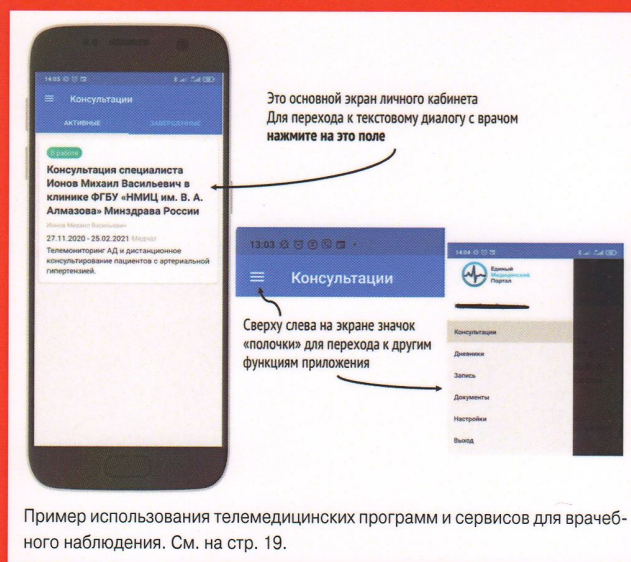 14:03
Консультации
АКТИВНЫЕ
ЗАВЕРШЕННЫЕ
В работе
Консультация специалиста
Ионов Михаил Васильевич в
клинике ФГБУ «НМИЦ им. В. А.
Алмазова» Минздрава России
Ионов Михаил Васильевич
27.11.2020 - 25.02.2021 Медчат
Телемониторинг АД и дистанционное
консультирование пациентов с артериальной
гипертензией.
Это основной экран личного кабинета
Для перехода к текстовому диалогу с врачом
нажмите на это поле
13:03
Консультации
Сверху слева на экране значок
«полочки» для перехода к другим
функциям приложения
14:04
Единый
Медицинский
Портал
Консультации
Дневники
Запись
Документы
Настройки
Выход
Пример использования телемедицинских программ и сервисов для врачеб-
ного наблюдения. См. на стр. 19.